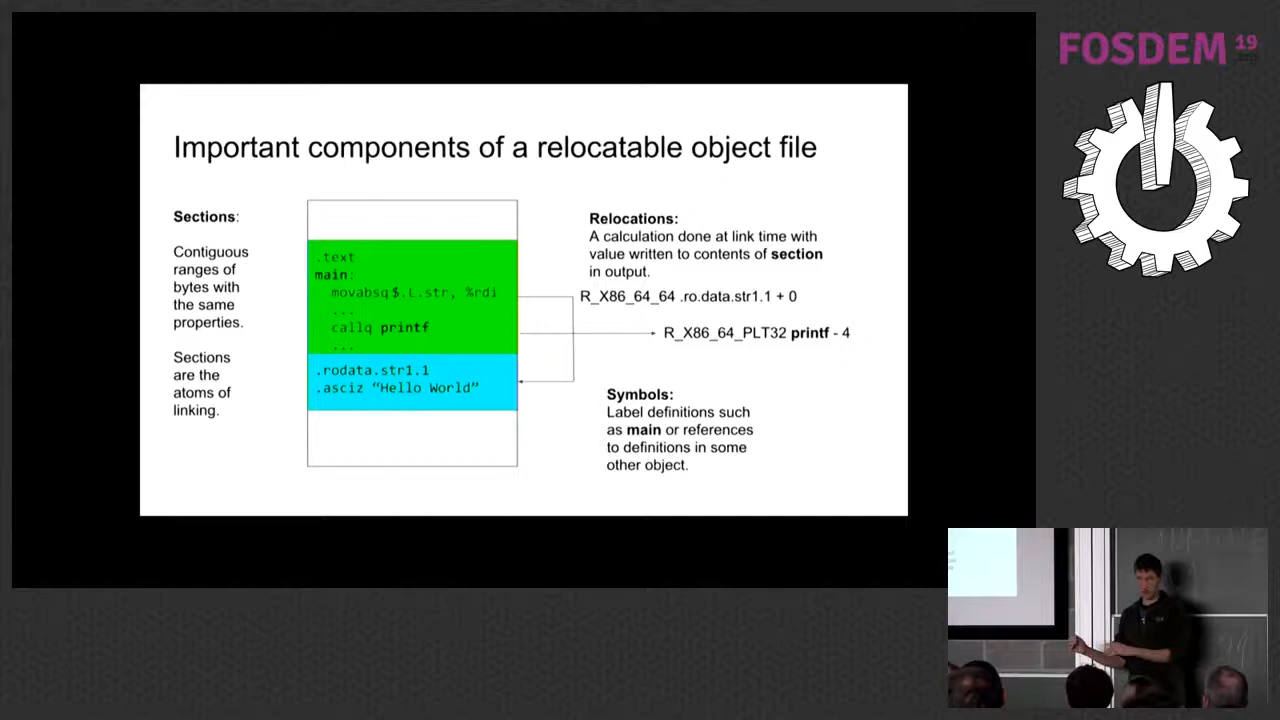 FOSDEM 19
Important components of a relocatable object file
Sections:
Contiguous
ranges of
bytes with
the same
properties.
Sections
are the
atoms of
linking.
.text
main:
movabsq $.L.str, %rdi
...
callq printf
...
.rodata.str1.1
.asciz “Hello World”
Relocations:
A calculation done at link time with
value written to contents of section
in output.
R_X86_64_64 .ro.data.str1.1 + 0
R_X86_64_PLT32 printf - 4
Symbols:
Label definitions such
as main or references
to definitions in some
other object.